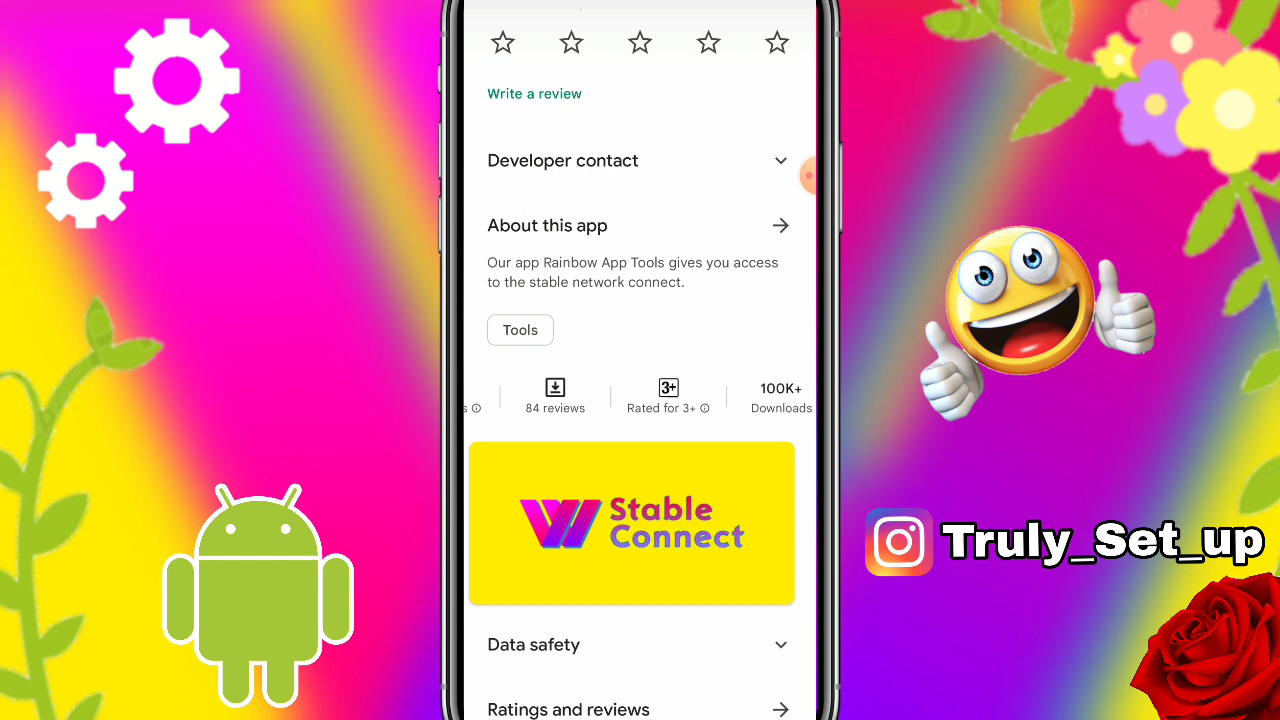 Write a review
Developer contact
About this app
Our app Rainbow App Tools gives you access
to the stable network connect.
Tools
3+
100K+
s
84 reviews
Rated for 3+
Downloads
Stable
Connect
Truly_Set_up
Data safety
Ratings and reviews